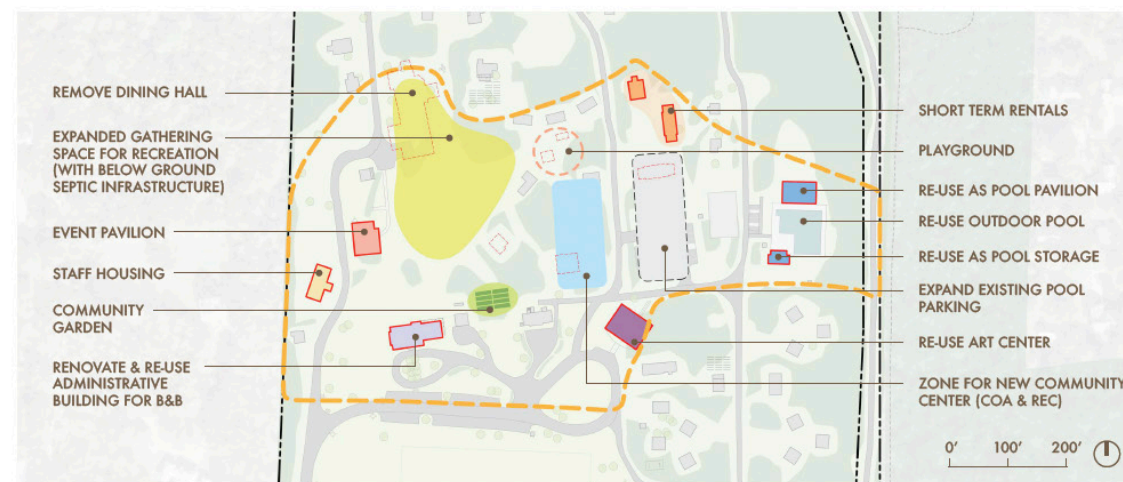 REMOVE DINING HALL
EXPANDED GATHERING
SPACE FOR RECREATION
(WITH BELOW GROUND
SEPTIC INFRASTRUCTURE)
EVENT PAVILION
STAFF HOUSING
COMMUNITY
GARDEN
RENOVATE & RE-USE
ADMINISTRATIVE
BUILDING FOR B&B
SHORT TERM RENTALS
PLAYGROUND
RE-USE AS POOL PAVILION
RE-USE OUTDOOR POOL
RE-USE AS POOL STORAGE
EXPAND EXISTING POOL
PARKING
RE-USE ART CENTER
ZONE FOR NEW COMMUNITY
CENTER (COA & REC)
0' 100' 200'